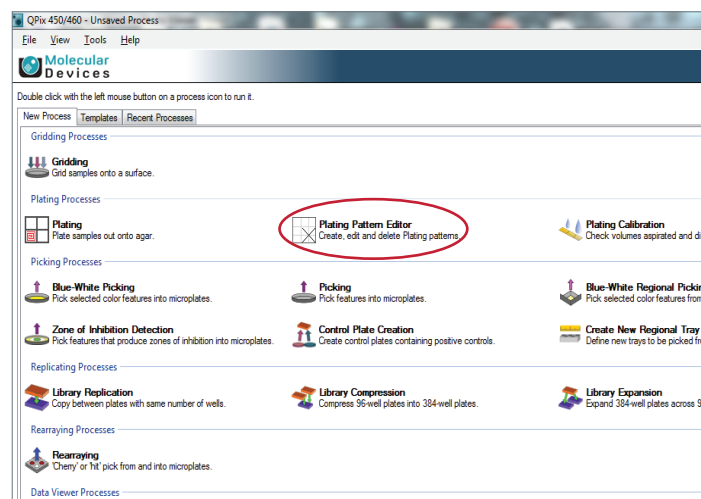 QPix 450/460 - Unsaved Process
File View Tools Help
Molecular
Devices
Double click with the left mouse button on a process icon to run it.
New Process Templates Recent Processes
Gridding Processes
Gridding
Grid samples onto a surface.
Plating Processes
Plating
Plate samples out onto agar.
Plating Pattern Editor
Create, edit and delete Plating patterns.
Plating Calibration
Check volumes aspirated and di
Picking Processes
Blue-White Picking
Pick selected color features into microplates.
Picking
Pick features into microplates.
Blue-White Regional Pickin
Pick selected color features from
Zone of Inhibition Detection
Pick features that produce zones of inhibition into microplates.
Control Plate Creation
Create control plates containing positive controls.
Create New Regional Tray
Define new trays to be picked fr
Replicating Processes
Library Replication
Copy between plates with same number of wells.
Library Compression
Compress 96-well plates into 384-well plates.
Library Expansion
Expand 384-well plates across 9
Rearraying Processes
Rearraying
'Cherry' or 'hit' pick from and into microplates.
Data Viewer Processes